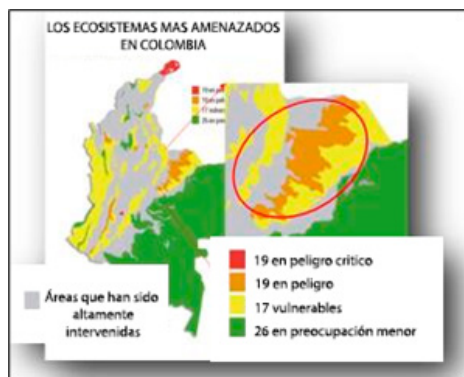 LOS ECOSISTEMAS MAS AMENAZADOS
EN COLOMBIA
19 en peligro crítico
19 en peligro
17 vulnerables
26 en preocupación menor
Áreas que han sido
altamente
intervenidas